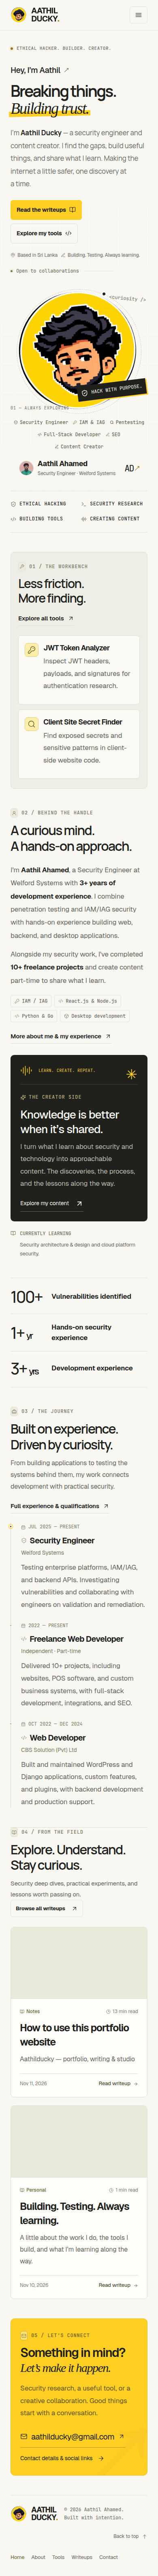 AATHIL
DUCKY.
ETHICAL HACKER. BUILDER. CREATOR.
Hey, I'm Aathil ↗
Breaking things.
Building trust.
I'm Aathil Ducky — a security engineer and
content creator. I find the gaps, build useful
things, and share what I learn. Making the
internet a little safer, one curiosity at
a time.
Read the writeups
Explore my tools
Based in Sri Lanka
Building. Testing. Always learning.
Open to collaborations
<curiosity />
HACK WITH PURPOSE.
01 — ALWAYS EXPLORING
Security Engineer
IAM & IAG
Pentesting
Full-Stack Developer
SEO
Content Creator
Aathil Ahamed
Security Engineer · Welford Systems
AD↗
ETHICAL HACKING
SECURITY RESEARCH
BUILDING TOOLS
CREATING CONTENT
01 / THE WORKBENCH
Less friction.
More finding.
Explore all tools ↗
JWT Token Analyzer
Inspect JWT headers,
payloads, and signatures for
authentication research.
Client Site Secret Finder
Find exposed secrets and
sensitive patterns in client-
side website code.
02 / BEHIND THE HANDLE
A curious mind.
A hands-on approach.
I'm Aathil Ahamed, a Security Engineer at
Welford Systems with 3+ years of
development experience. I combine
penetration testing and IAM/IAG security
with experience building web,
backend, and desktop applications.
Alongside my security work, I've completed
10+ freelance projects and create content
part-time to share what I learn.
IAM / IAG
React.js & Node.js
Python & Go
Desktop development
More about me & my experience ↗
LEARN. CREATE. REPEAT.
THE CREATOR SIDE
Knowledge is better
when it's shared.
I turn what I learn about security and
technology into approachable
content. The discoveries, the process,
and the lessons along the way.
Explore my content ↗
CURRENTLY LEARNING
Security architecture & design and cloud platform
security.
100+
Vulnerabilities identified
1+ yr
Hands-on security
experience
3+ yrs
Development experience
03 / THE JOURNEY
Built on experience.
Driven by curiosity.
From building applications to testing the
systems behind them, my work connects
development with practical security.
Full experience & qualifications ↗
JUL 2025 — PRESENT
Security Engineer
Welford Systems
Testing enterprise platforms, IAM/IAG,
and backend APIs. Investigating
vulnerabilities and collaborating with
engineers on validation and remediation.
2022 — PRESENT
Freelance Web Developer
Independent · Part-time
Delivered 10+ projects, including
websites, POS software, and custom
business systems, with full-stack
development, integrations, and SEO.
OCT 2022 — DEC 2024
Web Developer
CBS Solution (Pvt) Ltd
Built and maintained WordPress and
Django applications, custom features,
and plugins, with backend development
and production support.
04 / FROM THE FIELD
Explore. Understand.
Stay curious.
Security deep dives, practical experiments, and
lessons worth passing on.
Browse all writeups ↗
Notes
13 min read
How to use this portfolio
website
Aathilducky — portfolio, writing & studio
Nov 11, 2026
Read writeup →
Personal
1 min read
Building. Testing. Always
learning.
A little about the work I do, the tools I
build, and what I'm learning along the
way.
Nov 10, 2026
Read writeup →
05 / LET'S CONNECT
Something in mind?
Let's make it happen.
Security research, a useful tool, or a
creative collaboration. Good things
start with a conversation.
aathilducky@gmail.com ↗
Contact details & social links →
AATHIL
DUCKY.
© 2026 Aathil Ahamed.
Built with intention.
Back to top ↑
Home
About
Tools
Writeups
Contact